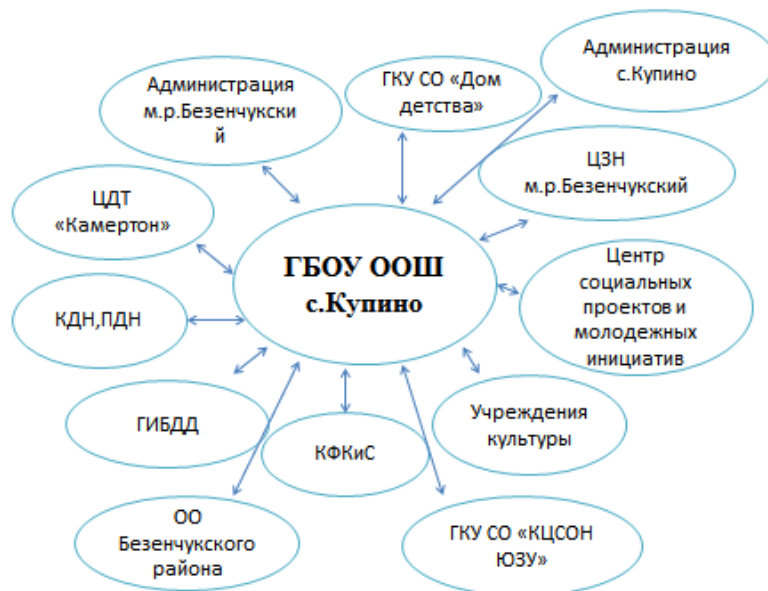 Администрация
с.Купино
Администрация
м.р.Безенчукски
й
ГКУ СО «Дом
детства»
ЦЗН
м.р.Безенчукский
ЦДТ
«Камертон»
ГБОУ ООШ
с.Купино
Центр
социальных
проектов и
молодежных
инициатив
КДН,ПДН
ГИБДД
КФКиС
Учреждения
культуры
ОО
Безенчукского
района
ГКУ СО «КЦСОН
ЮЗУ»